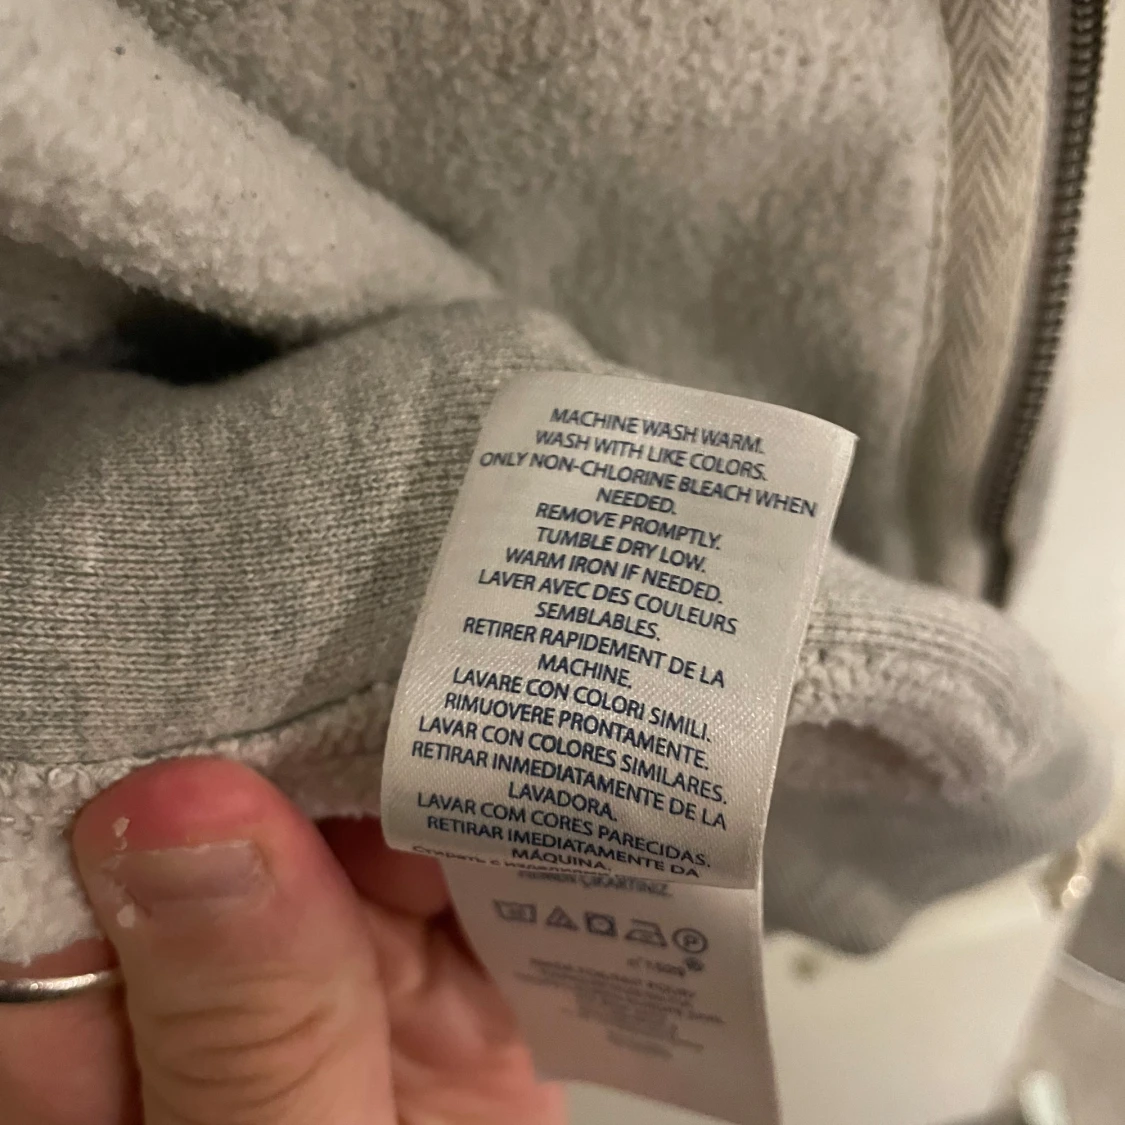 MACHINE WASH WARM.
WASH WITH LIKE COLORS.
ONLY NON-CHLORINE BLEACH WHEN
NEEDED.
REMOVE PROMPTLY.
TUMBLE DRY LOW.
WARM IRON IF NEEDED.
LAVER AVEC DES COULEURS
SEMBLABLES.
RETIRER RAPIDEMENT DE LA
MACHINE.
LAVARE CON COLORI SIMILI.
RIMUOVERE PRONTAMENTE.
LAVAR CON COLORES SIMILARES.
RETIRAR INMEDIATAMENTE DE LA
LAVADORA.
LAVAR COM CORES PARECIDAS.
RETIRAR IMEDIATAMENTE DA
MÁQUINA.
Стирать с
P